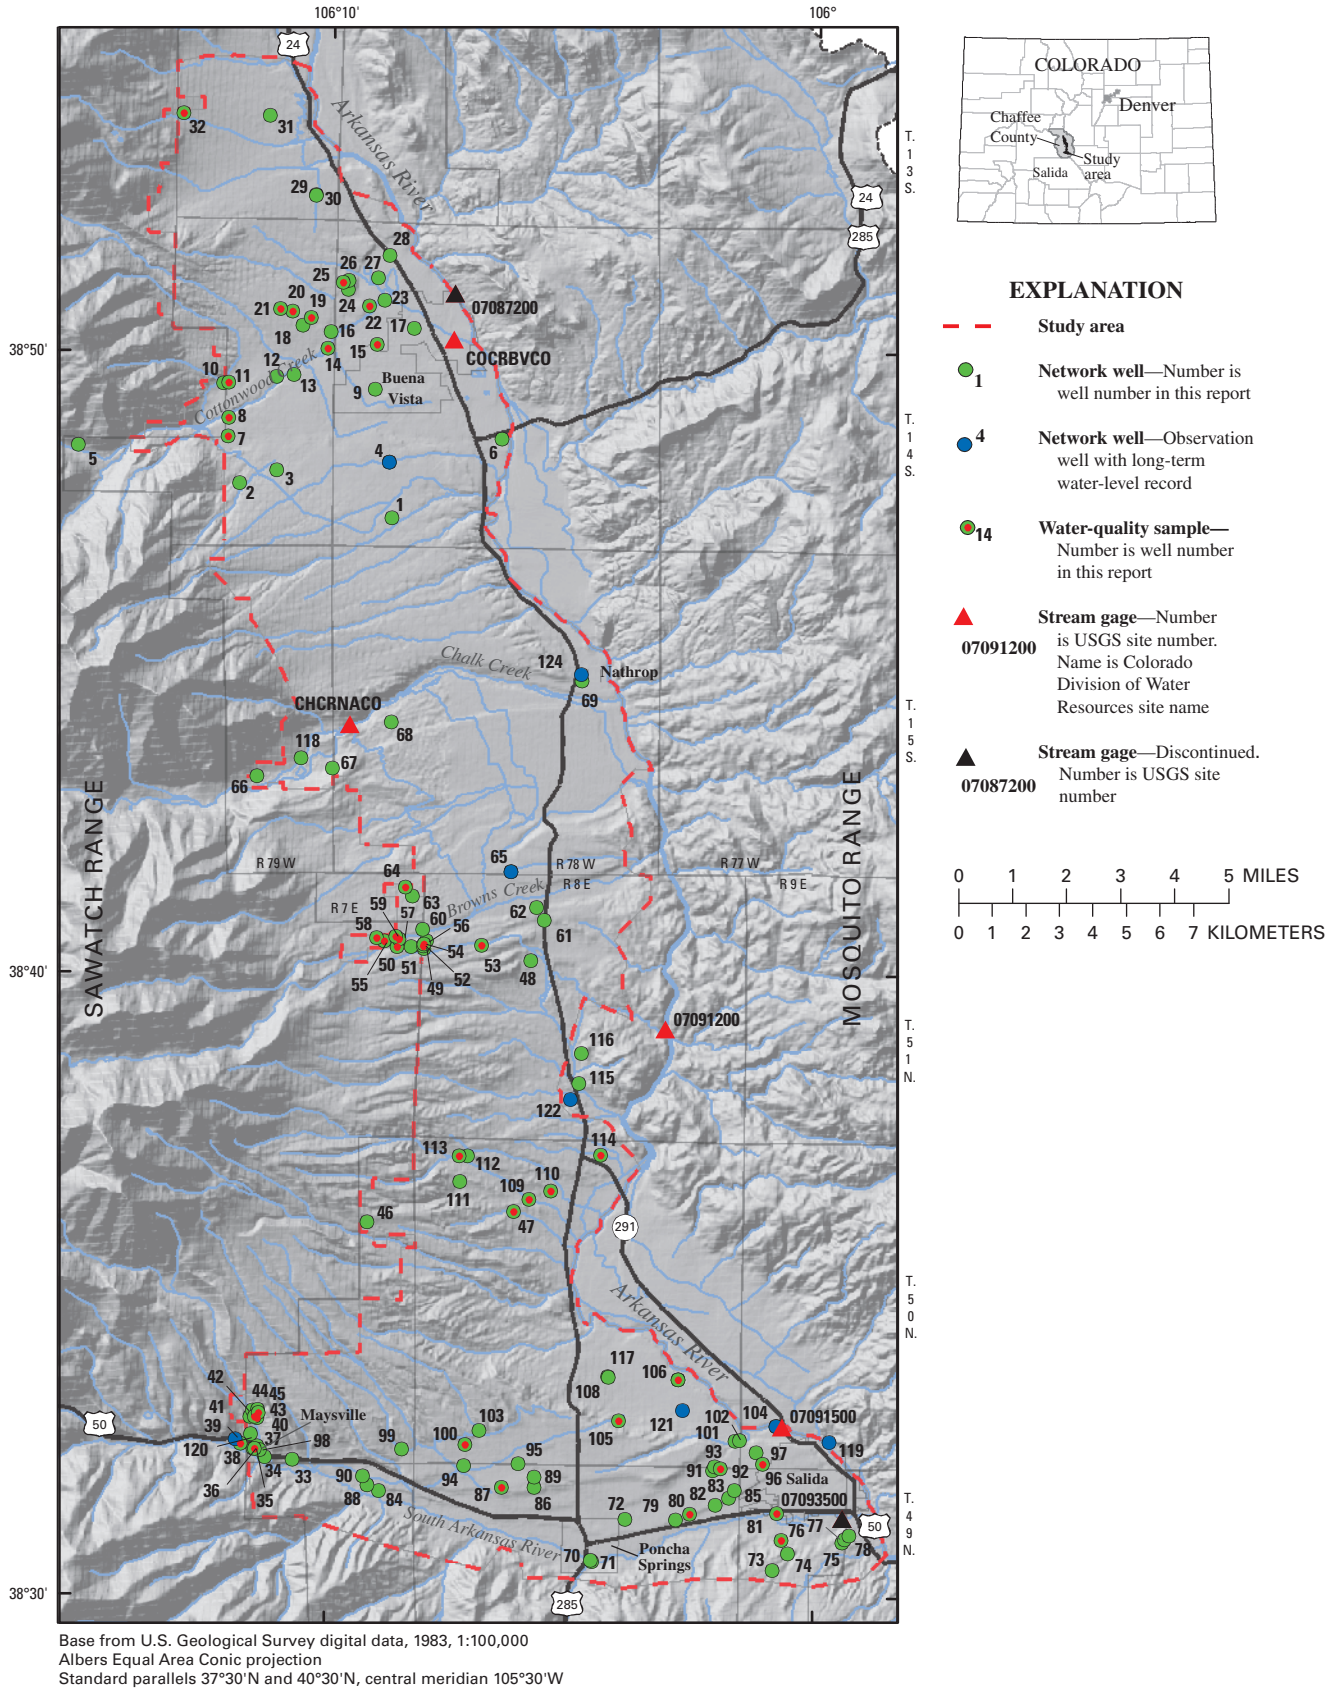 106°10'
106°
24
Arkansas River
T.
13
S.
24
285
32
31
29
30
28
26
27
25
20
24
23
21
19
18
16
22
17
07087200
COCRBVCO
38°50'
15
14
10
11
12
13
Cottonwood Creek
9
Buena
Vista
8
7
5
4
6
T.
14
S.
3
2
1
Chalk Creek
124
Nathrop
69
CHCRNACO
68
118
67
66
T.
15
S.
SAWATCH RANGE
MOSQUITO RANGE
65
R 79 W
R 78 W
R 77 W
R 7 E
R 8 E
R 9 E
64
63
Browns Creek
59
57
60
62
58
56
61
54
50
51
53
52
55
49
48
38°40'
07091200
116
115
122
T.
51
N.
113
112
114
111
109
110
47
46
291
T.
50
N.
Arkansas River
117
108
106
42
44
45
41
43
40
39
Maysville
50
37
120
38
98
34
33
36
35
99
100
103
94
95
90
88
84
87
89
86
105
121
102
101
104
07091500
119
93
97
91
92
96
Salida
82
83
85
07093500
72
79
80
81
76
77
50
75
78
73
74
T.
49
N.
South Arkansas River
70
71
Poncha
Springs
38°30'
285
Base from U.S. Geological Survey digital data, 1983, 1:100,000
Albers Equal Area Conic projection
Standard parallels 37°30'N and 40°30'N, central meridian 105°30'W
COLORADO
Denver
Chaffee
County
Study
area
Salida
EXPLANATION
Study area
1 Network well—Number is
well number in this report
4 Network well—Observation
well with long-term
water-level record
14 Water-quality sample—
Number is well number
in this report
Stream gage—Number
07091200 is USGS site number.
Name is Colorado
Division of Water
Resources site name
Stream gage—Discontinued.
07087200 Number is USGS site
number
0 1 2 3 4 5 MILES
0 1 2 3 4 5 6 7 KILOMETERS